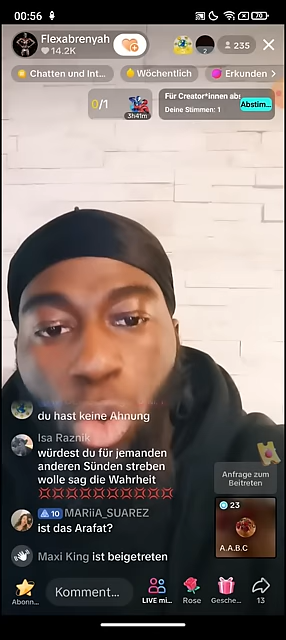 00:56
70
Flexabrenyah
14.2K
2
235
Chatten und Int...
Wöchentlich
Erkunden
0/1
3h41m
Für Creator*innen abs
Deine Stimmen: 1
Abstim...
du hast keine Ahnung
Isa Raznik
würdest du für jemanden
anderen Sünden streben
wolle sag die Wahrheit
10 MARiiA_SUAREZ
ist das Arafat?
Maxi King ist beigetreten
Anfrage zum
Beitreten
23
A.A.B.C
Abonn...
Komment...
LIVE mi...
Rose
Gesche...
13